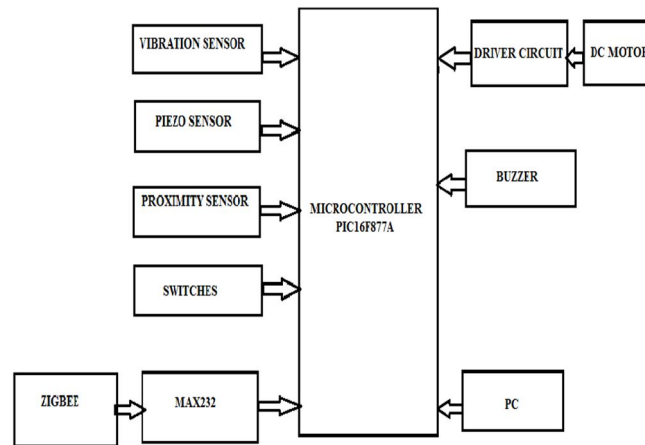 VIBRATION SENSOR
DRIVER CIRCUIT
DC MOTOR
PIEZO SENSOR
BUZZER
PROXIMITY SENSOR
MICROCONTROLLER
PIC16F877A
SWITCHES
ZIGBEE
MAX232
PC